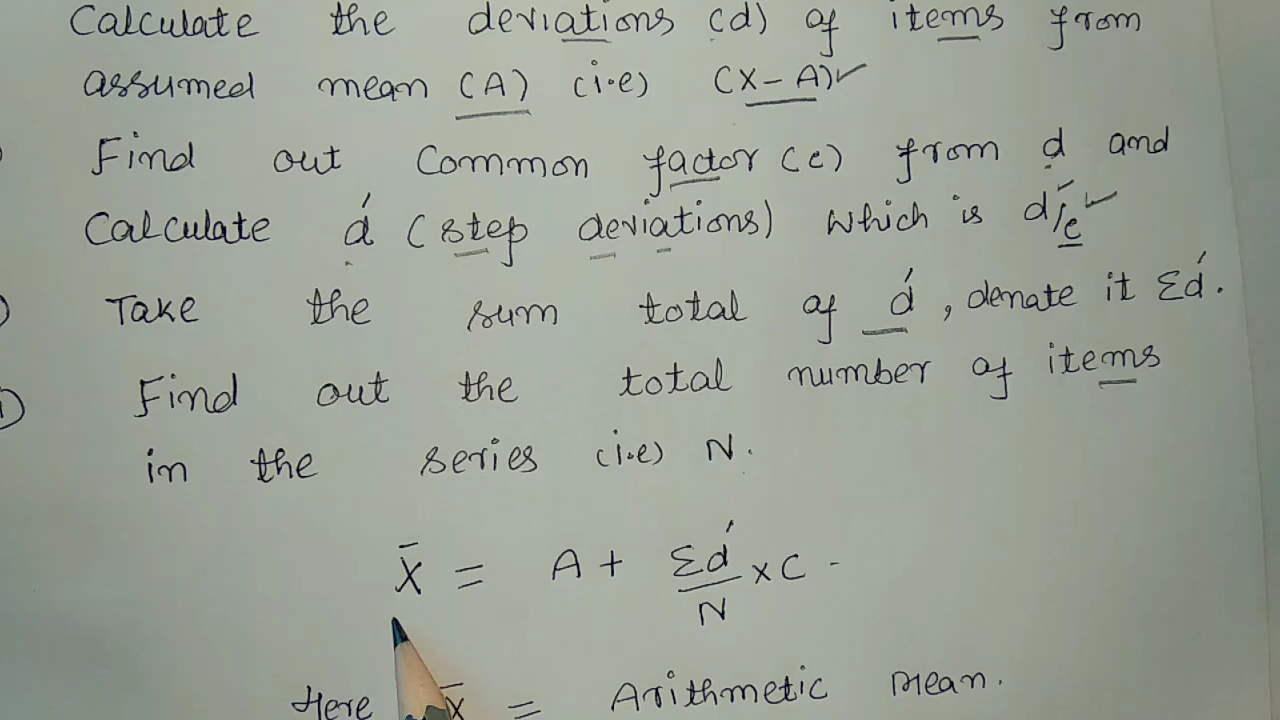 Calculate the deviations (d) of items from
assumed mean (A) (i.e) (X - A)✓
Find out Common factor (c) from d and
Calculate d́ (step deviations) which is d/c ✓
Take the sum total of d́, denate it Σd́.
Find out the total number of items
in the series (i.e) N.
X̄ = A + Σd́/N × C
Here X̄ = Arithmetic Mean.